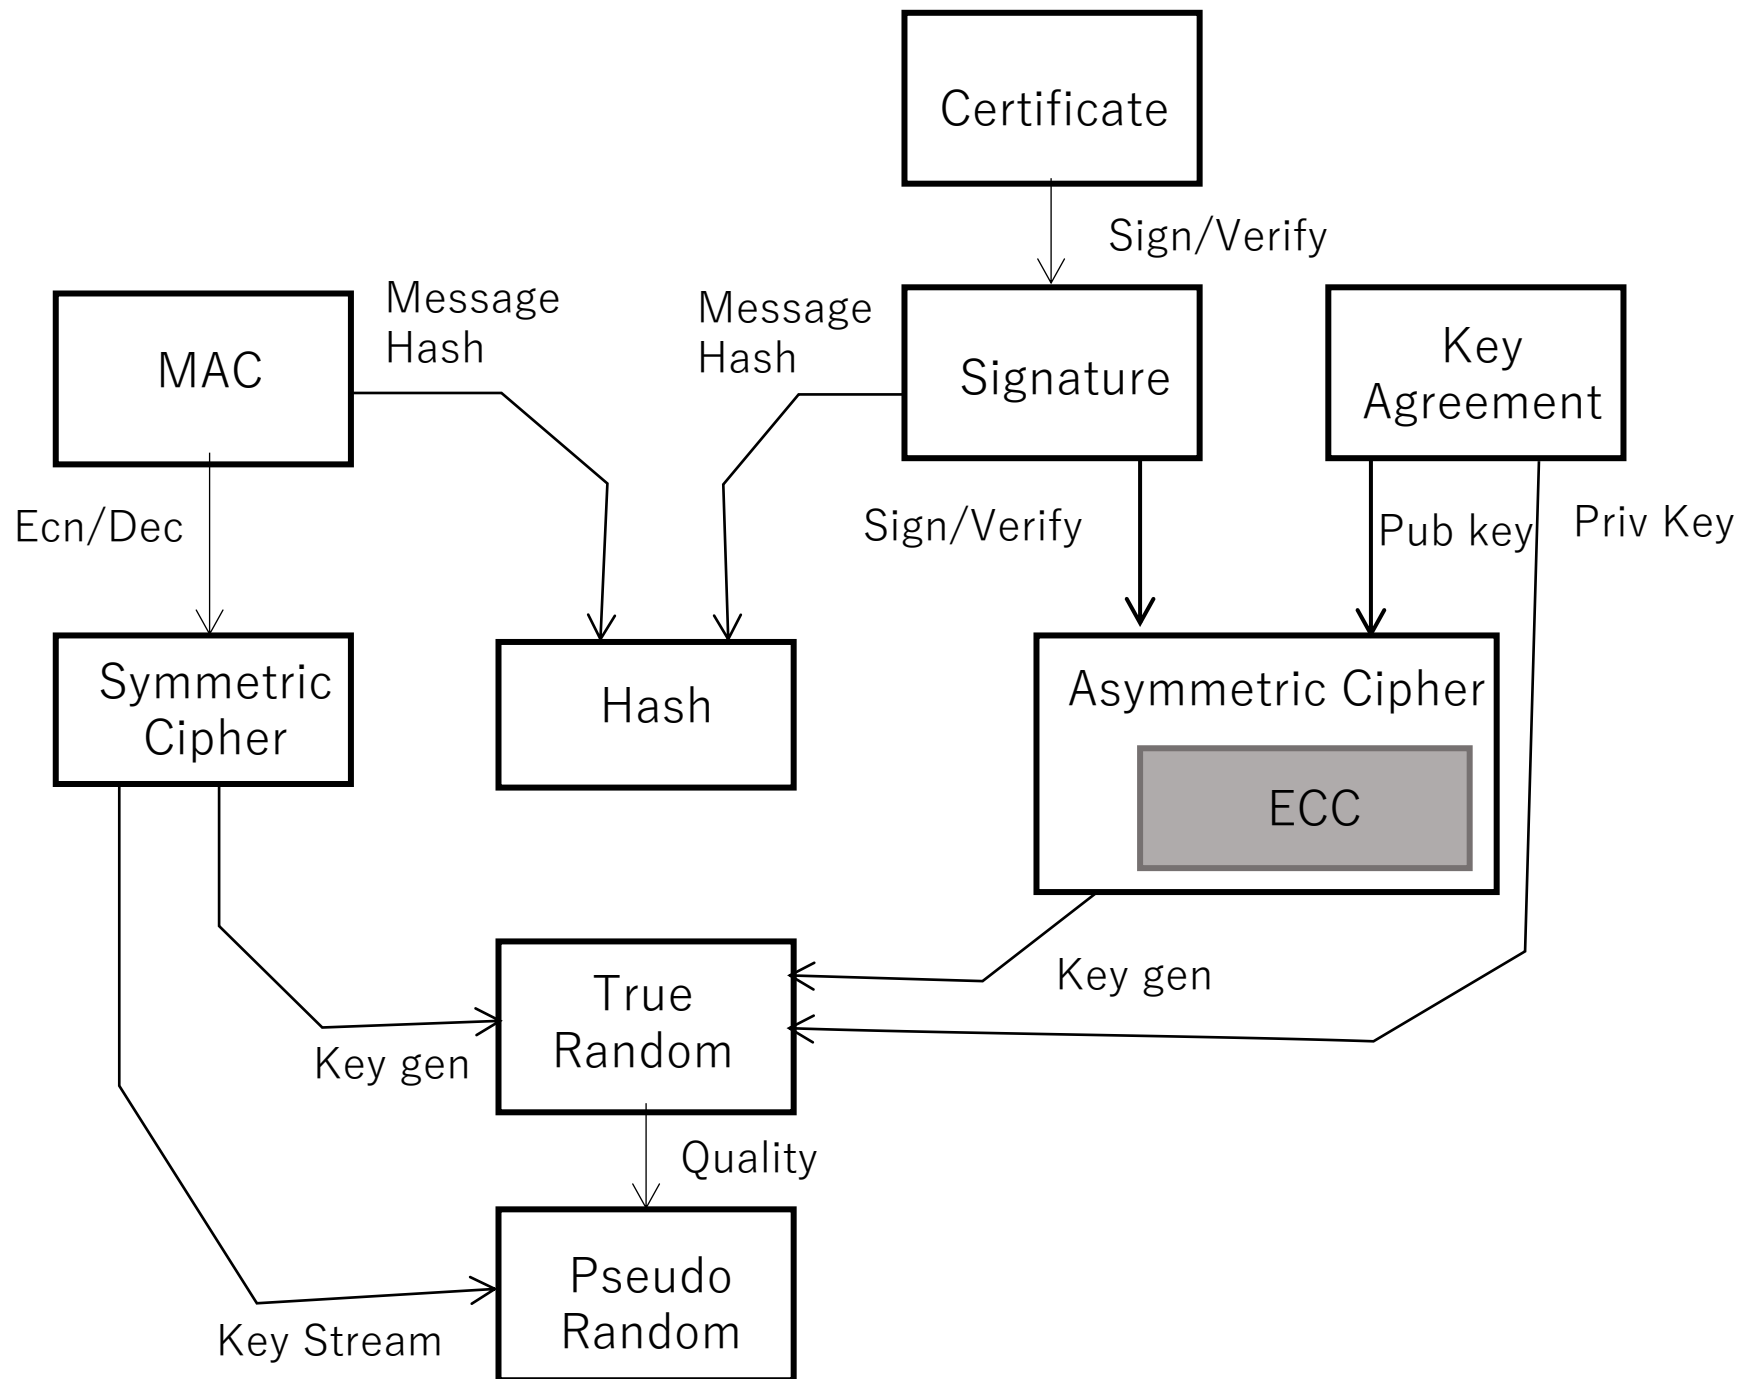 Certificate
Sign/Verify
Message
Hash
Message
Hash
MAC
Signature
Key
Agreement
Ecn/Dec
Sign/Verify
Pub key
Priv Key
Symmetric
Cipher
Hash
Asymmetric Cipher
ECC
True
Random
Key gen
Key gen
Quality
Pseudo
Random
Key Stream